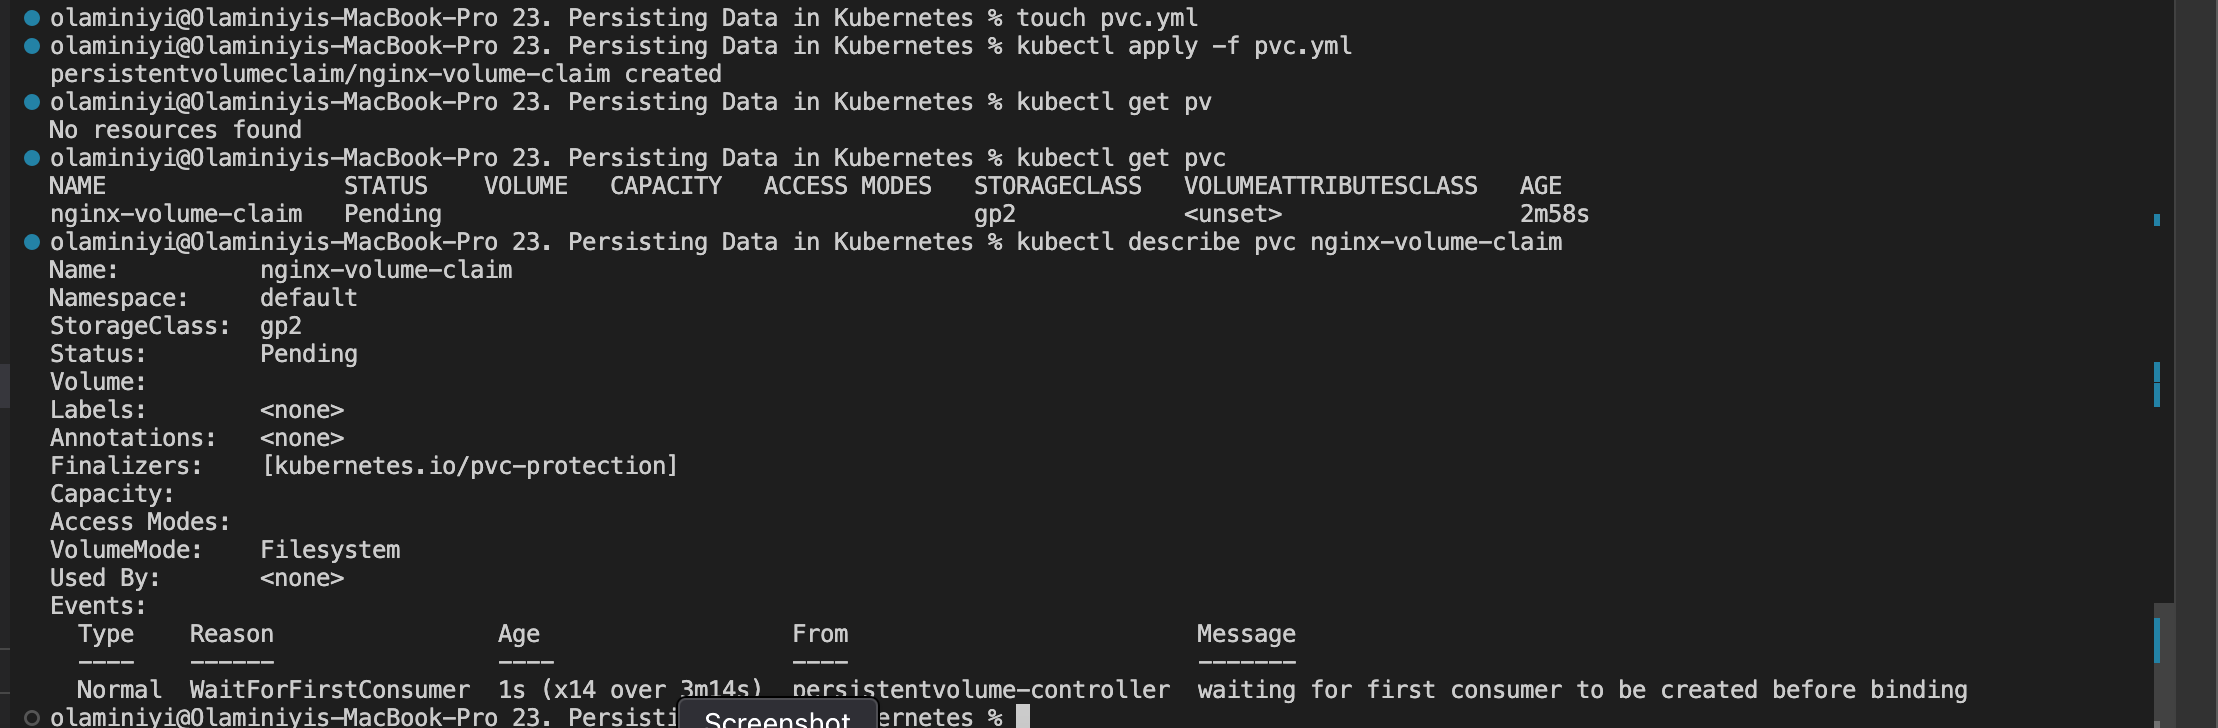 olaminiyi@Olaminiyis-MacBook-Pro 23. Persisting Data in Kubernetes % touch pvc.yml
olaminiyi@Olaminiyis-MacBook-Pro 23. Persisting Data in Kubernetes % kubectl apply -f pvc.yml
persistentvolumeclaim/nginx-volume-claim created
olaminiyi@Olaminiyis-MacBook-Pro 23. Persisting Data in Kubernetes % kubectl get pv
No resources found
olaminiyi@Olaminiyis-MacBook-Pro 23. Persisting Data in Kubernetes % kubectl get pvc
NAME                 STATUS    VOLUME   CAPACITY   ACCESS MODES   STORAGECLASS   VOLUMEATTRIBUTESCLASS   AGE
nginx-volume-claim   Pending                                      gp2            <unset>                 2m58s
olaminiyi@Olaminiyis-MacBook-Pro 23. Persisting Data in Kubernetes % kubectl describe pvc nginx-volume-claim
Name:          nginx-volume-claim
Namespace:     default
StorageClass:  gp2
Status:        Pending
Volume:
Labels:        <none>
Annotations:   <none>
Finalizers:    [kubernetes.io/pvc-protection]
Capacity:
Access Modes:
VolumeMode:    Filesystem
Used By:       <none>
Events:
  Type    Reason                Age                  From                         Message
  ----    ------                ----                 ----                         -------
  Normal  WaitForFirstConsumer  1s (x14 over 3m14s)  persistentvolume-controller  waiting for first consumer to be created before binding
olaminiyi@Olaminiyis-MacBook-Pro 23. Persisti Screenshot ernetes %